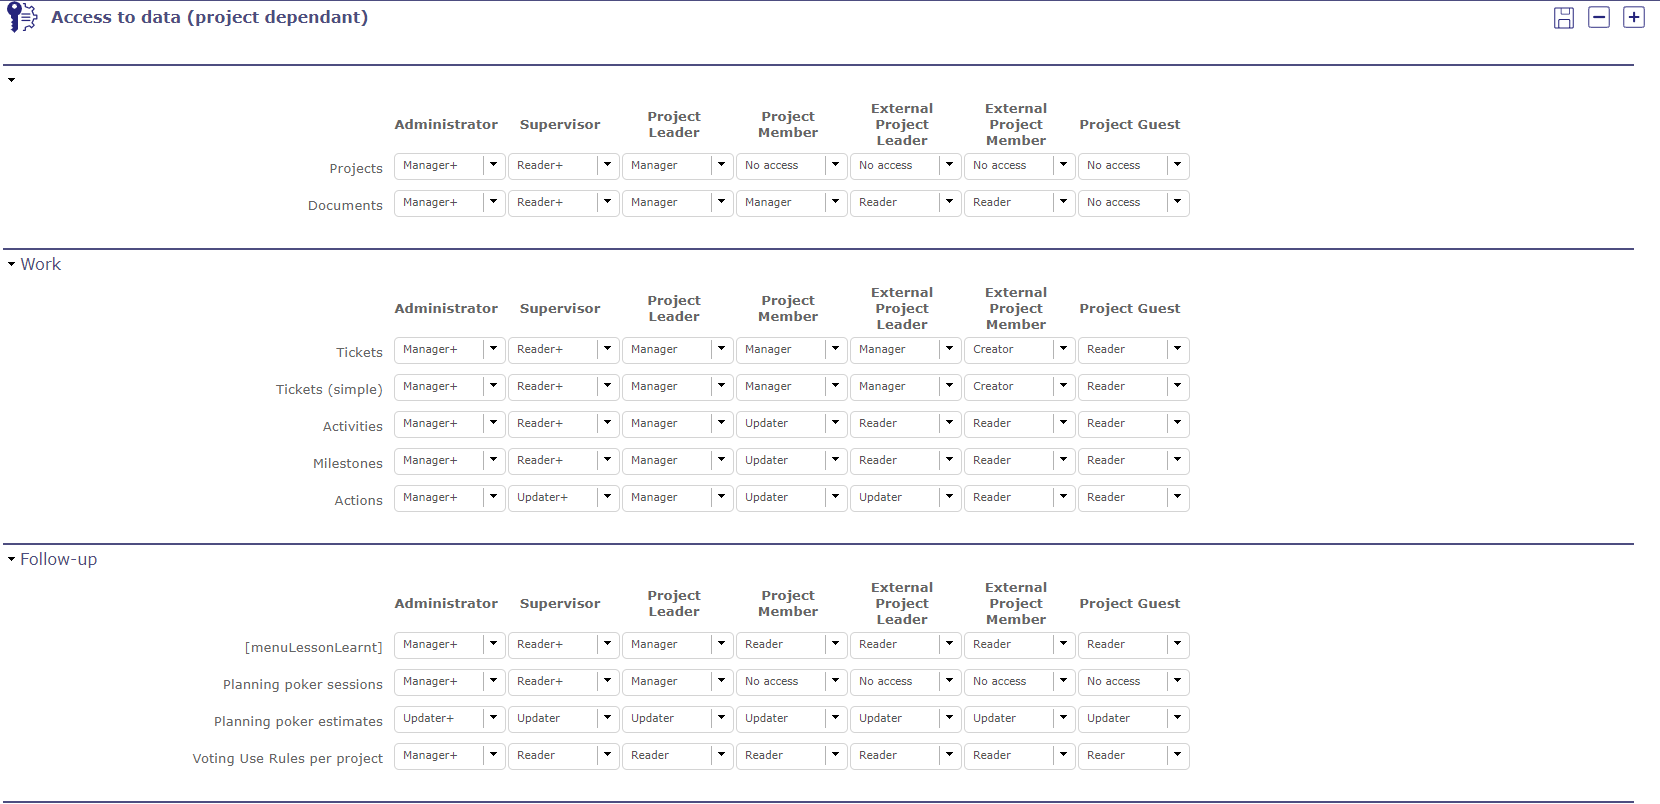 Access to data (project dependant)
Administrator Supervisor Project Leader Project Member External Project Leader External Project Member Project Guest
Projects Manager+ Reader+ Manager No access No access No access No access
Documents Manager+ Reader+ Manager Manager Reader Reader No access
Work
Administrator Supervisor Project Leader Project Member External Project Leader External Project Member Project Guest
Tickets Manager+ Reader+ Manager Manager Manager Creator Reader
Tickets (simple) Manager+ Reader+ Manager Manager Manager Creator Reader
Activities Manager+ Reader+ Manager Updater Reader Reader Reader
Milestones Manager+ Reader+ Manager Updater Reader Reader Reader
Actions Manager+ Updater+ Manager Updater Updater Reader Reader
Follow-up
Administrator Supervisor Project Leader Project Member External Project Leader External Project Member Project Guest
[menuLessonLearnt] Manager+ Reader+ Manager Reader Reader Reader Reader
Planning poker sessions Manager+ Reader+ Manager No access No access No access No access
Planning poker estimates Updater+ Updater Updater Updater Updater Updater Updater
Voting Use Rules per project Manager+ Reader Reader Reader Reader Reader Reader